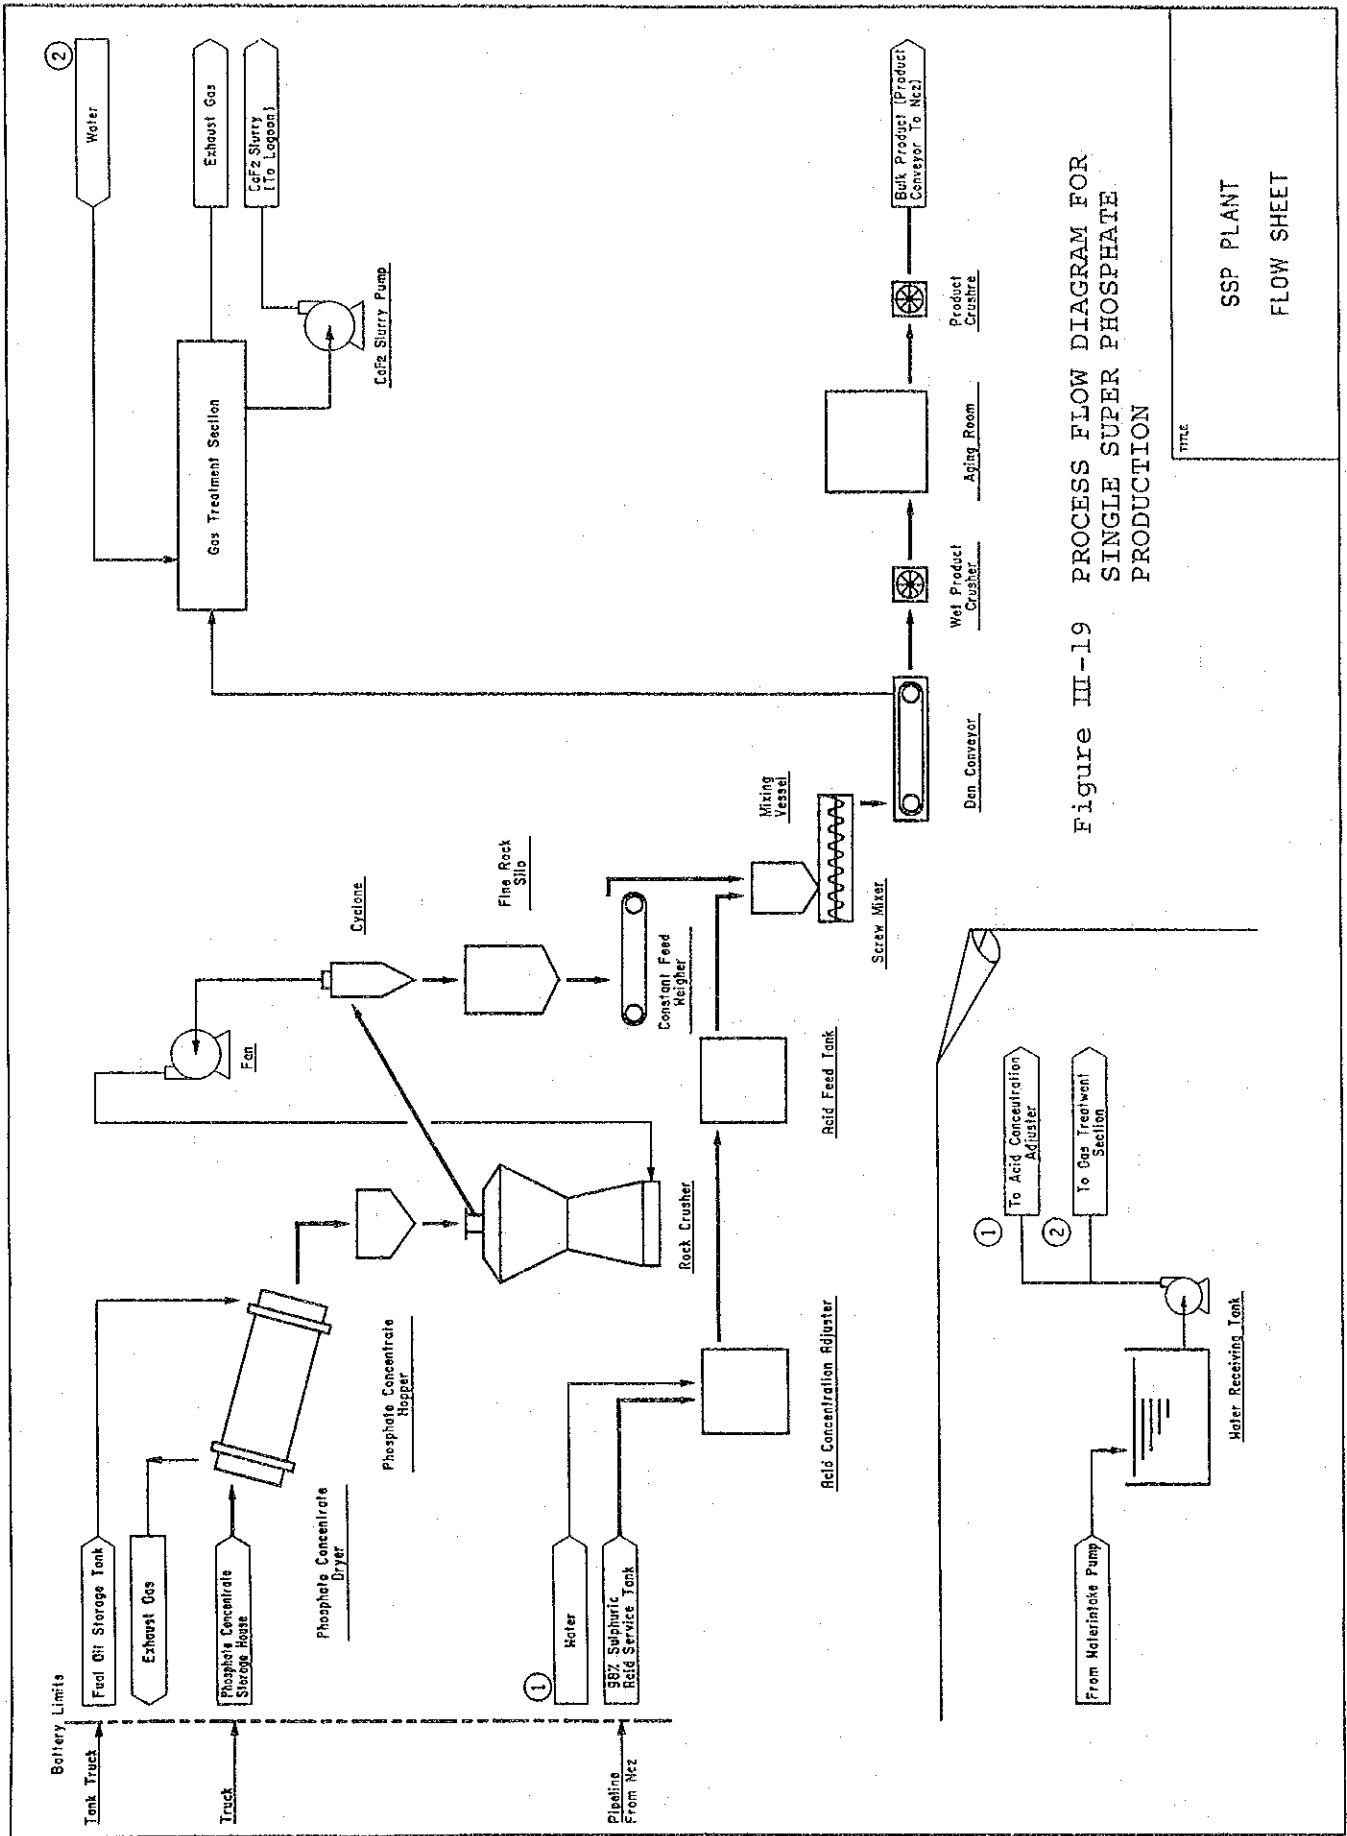 Battery Limits
Tank Truck
Fual Oil Storage Tank
Exhaust Gas
Truck
Phosphate Concentrate
Storage House
Phosphate Concentrate
Dryer
Phosphate Concentrate
Hopper
Rock Crusher
Fan
Cyclone
Fine Rock
Silo
Constant Feed
Weigher
1
Water
Pipeline
From Ncz
98% Sulphuric
Acid Service Tank
Acid Concentration Adjuster
Acid Feed Tank
Mixing
Vessel
Screw Mixer
Den Conveyor
Wet Product
Crusher
Aging Room
Product
Crushre
Bulk Product (Product
Conveyor To Ncz)
2
Water
Exhaust Gas
CaF2 Slurry
(To Lagoon)
Gas Treatment Section
CaF2 Slurry Pump
From Waterintake Pump
Water Receiving Tank
1
To Acid Conceutration
Adjuster
2
To Gas Treatwent
Section
Figure III-19 PROCESS FLOW DIAGRAM FOR
SINGLE SUPER PHOSPHATE
PRODUCTION
TITLE
SSP PLANT
FLOW SHEET